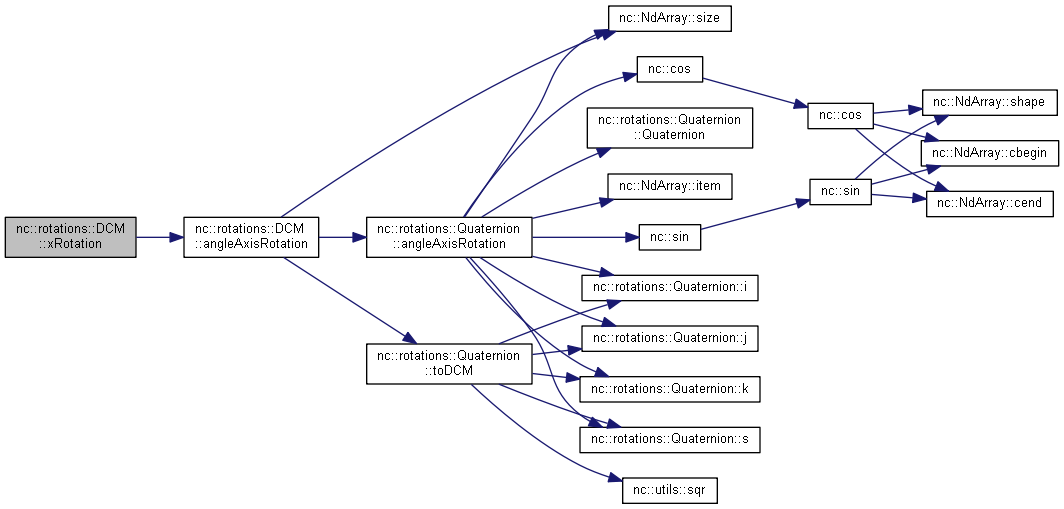 nc::rotations::DCM
::xRotation
nc::rotations::DCM
::angleAxisRotation
nc::rotations::Quaternion
::angleAxisRotation
nc::rotations::Quaternion
::toDCM
nc::NdArray::size
nc::cos
nc::rotations::Quaternion
::Quaternion
nc::NdArray::item
nc::sin
nc::rotations::Quaternion::i
nc::rotations::Quaternion::j
nc::rotations::Quaternion::k
nc::rotations::Quaternion::s
nc::utils::sqr
nc::cos
nc::sin
nc::NdArray::shape
nc::NdArray::cbegin
nc::NdArray::cend